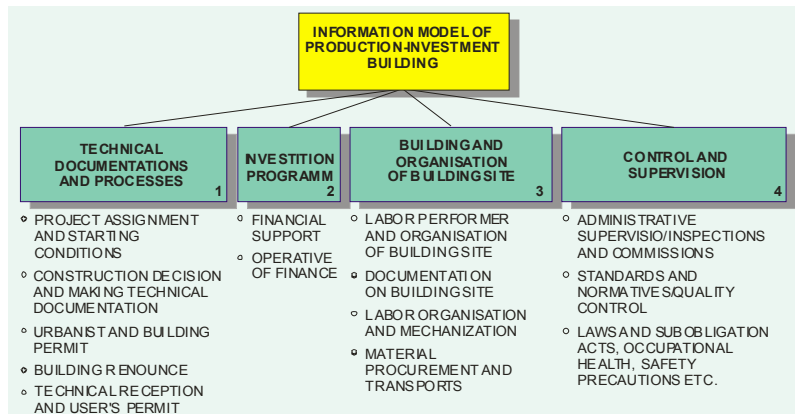 INFORMATION MODEL OF
PRODUCTION-INVESTMENT
BUILDING
TECHNICAL
DOCUMENTATIONS
AND PROCESSES
1
INVESTITION
PROGRAMM
2
BUILDING AND
ORGANISATION
OF BUILDING SITE
3
CONTROL AND
SUPERVISION
4
PROJECT ASSIGNMENT
AND STARTING
CONDITIONS
CONSTRUCTION DECISION
AND MAKING TECHNICAL
DOCUMENTATION
URBANIST AND BUILDING
PERMIT
BUILDING RENOUNCE
TECHNICAL RECEPTION
AND USER'S PERMIT
FINANCIAL
SUPPORT
OPERATIVE
OF FINANCE
LABOR PERFORMER
AND ORGANISATION
OF BUILDING SITE
DOCUMENTATION
ON BUILDING SITE
LABOR ORGANISATION
AND MECHANIZATION
MATERIAL
PROCUREMENT AND
TRANSPORTS
ADMINISTRATIVE
SUPERVISIO/INSPECTIONS
AND COMMISSIONS
STANDARDS AND
NORMATIVES/QUALITY
CONTROL
LAWS AND SUBOBLIGATION
ACTS, OCCUPATIONAL
HEALTH, SAFETY
PRECAUTIONS ETC.